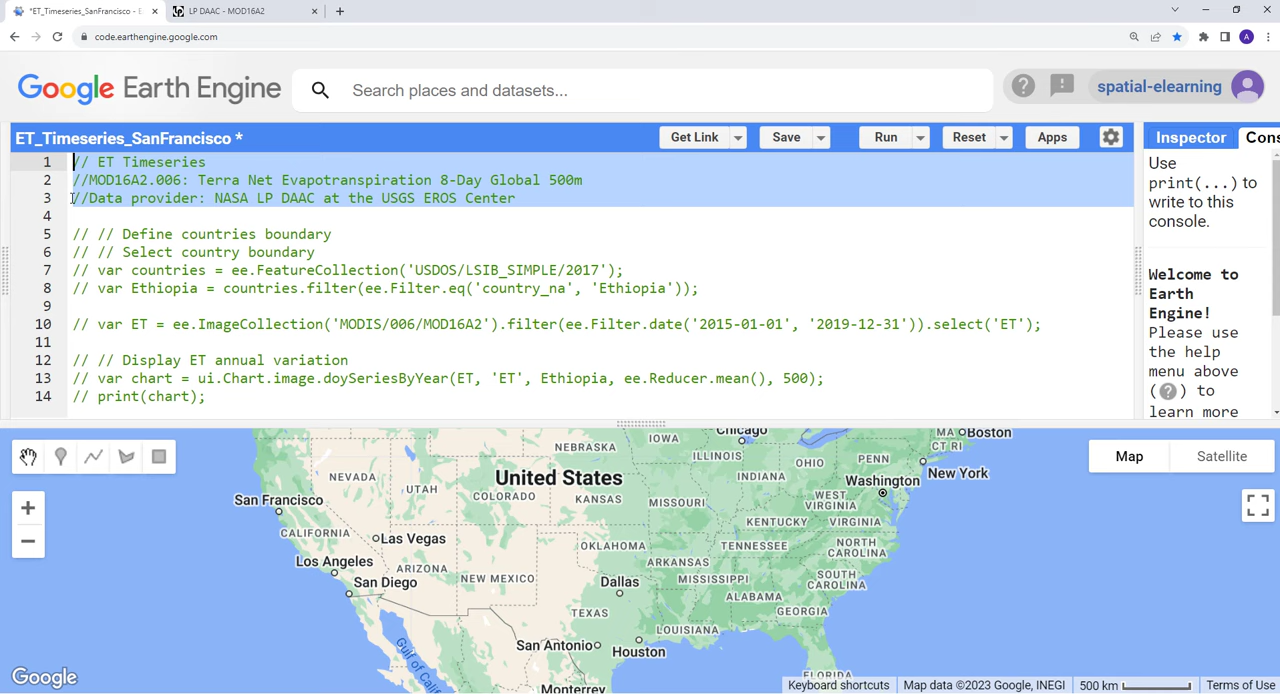 *ET_Timeseries_SanFrancisco - E
LP DAAC - MOD16A2
code.earthengine.google.com
A
Google Earth Engine
Search places and datasets...
spatial-elearning
ET_Timeseries_SanFrancisco *
Get Link
Save
Run
Reset
Apps
Inspector
Cons
1 // ET Timeseries
2 //MOD16A2.006: Terra Net Evapotranspiration 8-Day Global 500m
3 //Data provider: NASA LP DAAC at the USGS EROS Center
4
5 // // Define countries boundary
6 // // Select country boundary
7 // var countries = ee.FeatureCollection('USDOS/LSIB_SIMPLE/2017');
8 // var Ethiopia = countries.filter(ee.Filter.eq('country_na', 'Ethiopia'));
9
10 // var ET = ee.ImageCollection('MODIS/006/MOD16A2').filter(ee.Filter.date('2015-01-01', '2019-12-31')).select('ET');
11
12 // // Display ET annual variation
13 // var chart = ui.Chart.image.doySeriesByYear(ET, 'ET', Ethiopia, ee.Reducer.mean(), 500);
14 // print(chart);
Use
print(...) to
write to this
console.
Welcome to
Earth
Engine!
Please use
the help
menu above
(?) to
learn more
Chicago
IOWA
NEBRASKA
MA
Boston
CT RI
NEVADA
United States
ILLINOIS
OHIO
PENN
New York
UTAH
INDIANA
Washington
San Francisco
COLORADO
KANSAS
MISSOURI
WEST
VIRGINIA
KENTUCKY
VIRGINIA
CALIFORNIA
Las Vegas
OKLAHOMA
TENNESSEE
NORTH
CAROLINA
Los Angeles
ARIZONA
NEW MEXICO
ARKANSAS
SOUTH
CAROLINA
San Diego
Dallas
MISSISSIPPI
ALABAMA
TEXAS
GEORGIA
LOUISIANA
San Antonio
Houston
Gulf of Cali
FLORIDA
Monterrey
Map
Satellite
Google
Keyboard shortcuts
Map data ©2023 Google, INEGI
500 km
Terms of Use